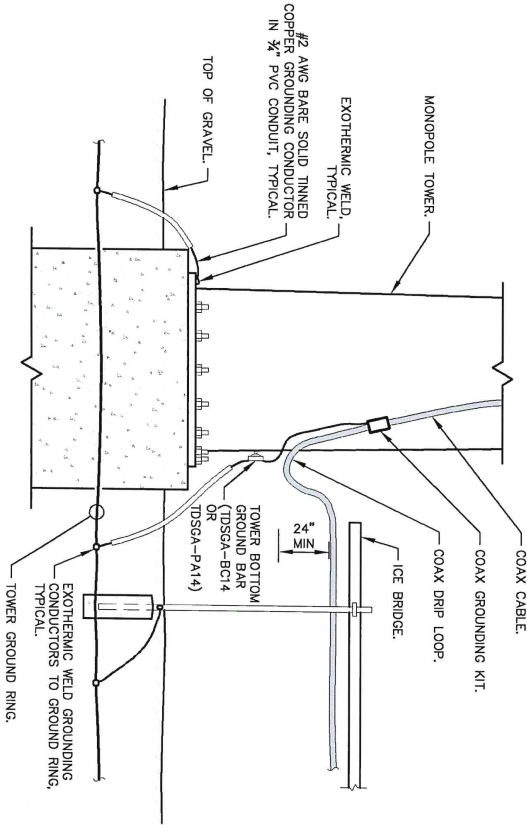 MONOPOLE TOWER.
EXOTHERMIC WELD,
TYPICAL.
#2 AWG BARE SOLID TINNED
COPPER GROUNDING CONDUCTOR
IN ¾" PVC CONDUIT, TYPICAL.
TOP OF GRAVEL.
COAX CABLE.
COAX GROUNDING KIT.
COAX DRIP LOOP.
ICE BRIDGE.
24"
MIN
TOWER BOTTOM
GROUND BAR
(TDSGA-BC14
OR
TDSGA-PA14)
EXOTHERMIC WELD GROUNDING
CONDUCTORS TO GROUND RING,
TYPICAL.
TOWER GROUND RING.